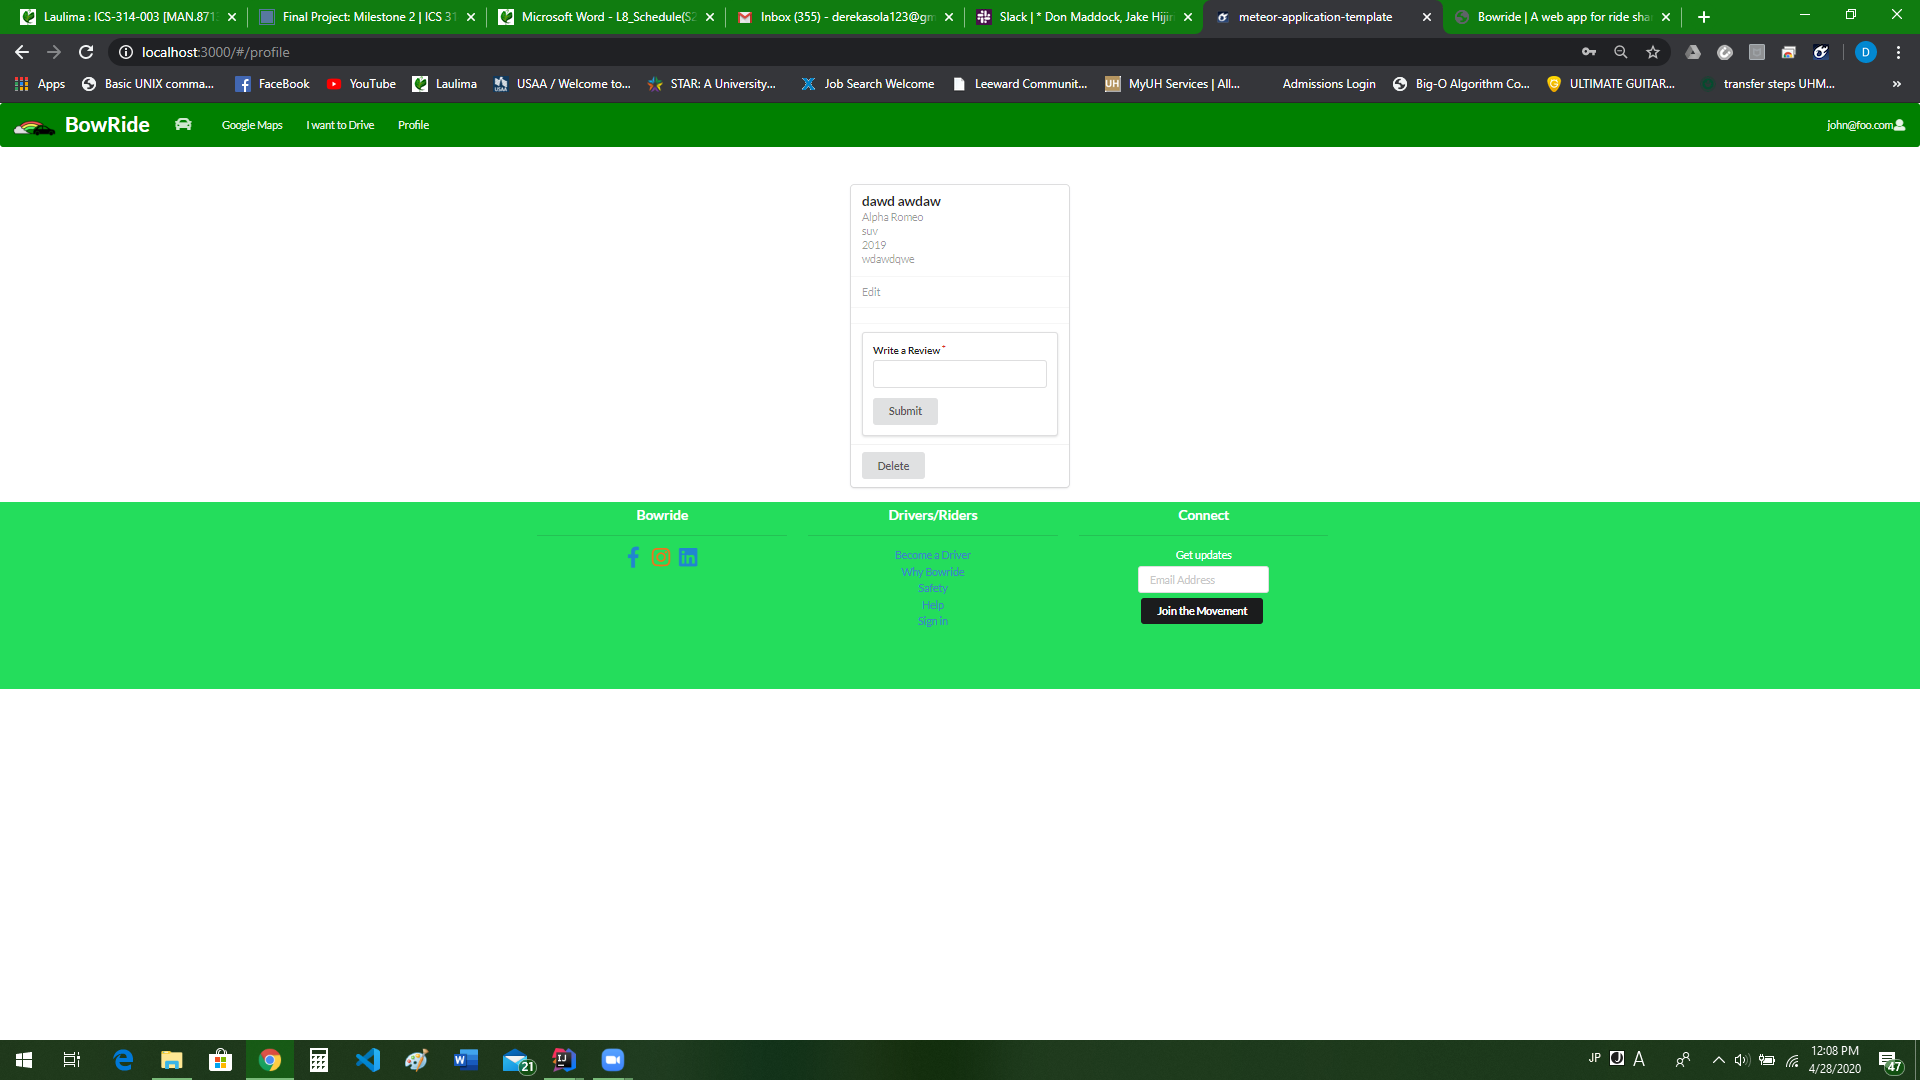 Laulima : ICS-314-003 [MAN.871
Final Project: Milestone 2 | ICS 31
Microsoft Word - L8_Schedule(S2
Inbox (355) - derekasola123@gm
Slack | * Don Maddock, Jake Hijir
meteor-application-template
Bowride | A web app for ride sha
localhost:3000/#/profile
D
Apps
Basic UNIX comma...
FaceBook
YouTube
Laulima
USAA / Welcome to...
STAR: A University...
Job Search Welcome
Leeward Communit...
UH
MyUH Services | All...
Admissions Login
Big-O Algorithm Co...
ULTIMATE GUITAR...
transfer steps UHM...
»
BowRide
Google Maps
I want to Drive
Profile
john@foo.com
dawd awdaw
Alpha Romeo
suv
2019
wdawdqwe
Edit
Write a Review *
Submit
Delete
Bowride
Drivers/Riders
Become a Driver
Why Bowride
Safety
Help
Sign in
Connect
Get updates
Email Address
Join the Movement
21
JP
A
12:08 PM
4/28/2020
47